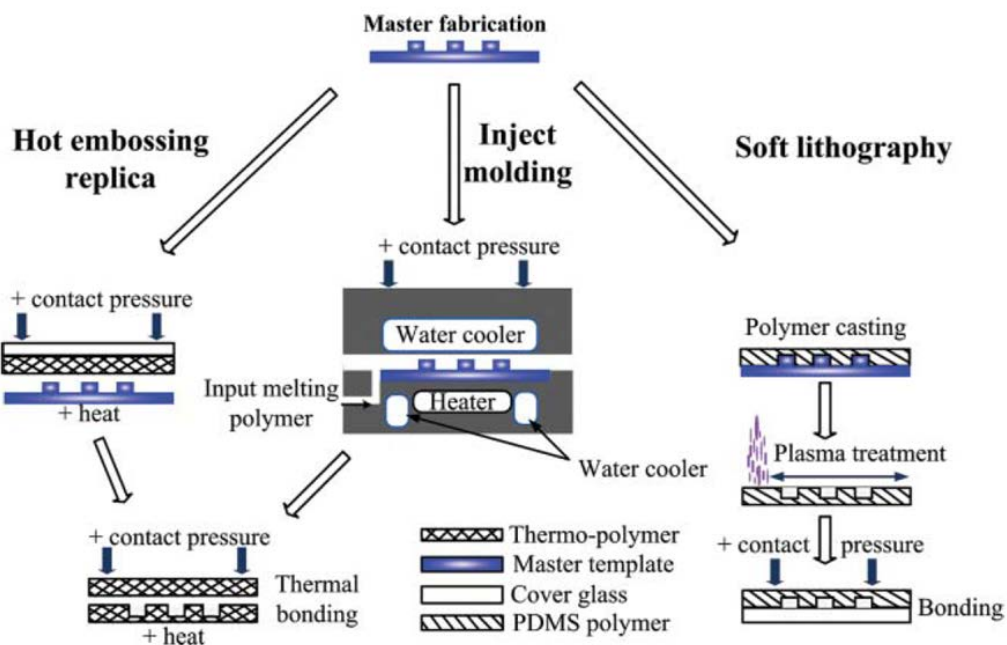 Master fabrication
Hot embossing
replica
Inject
molding
Soft lithography
+ contact pressure
+ heat
+ contact pressure
Water cooler
Input melting
polymer
Heater
Water cooler
Polymer casting
Plasma treatment
+ contact pressure
Bonding
+ contact pressure
Thermal
bonding
+ heat
Thermo-polymer
Master template
Cover glass
PDMS polymer